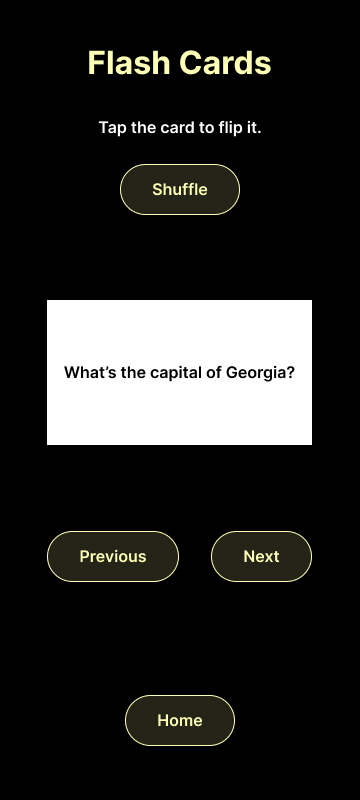 Flash Cards
Tap the card to flip it.
Shuffle
What’s the capital of Georgia?
Previous
Next
Home